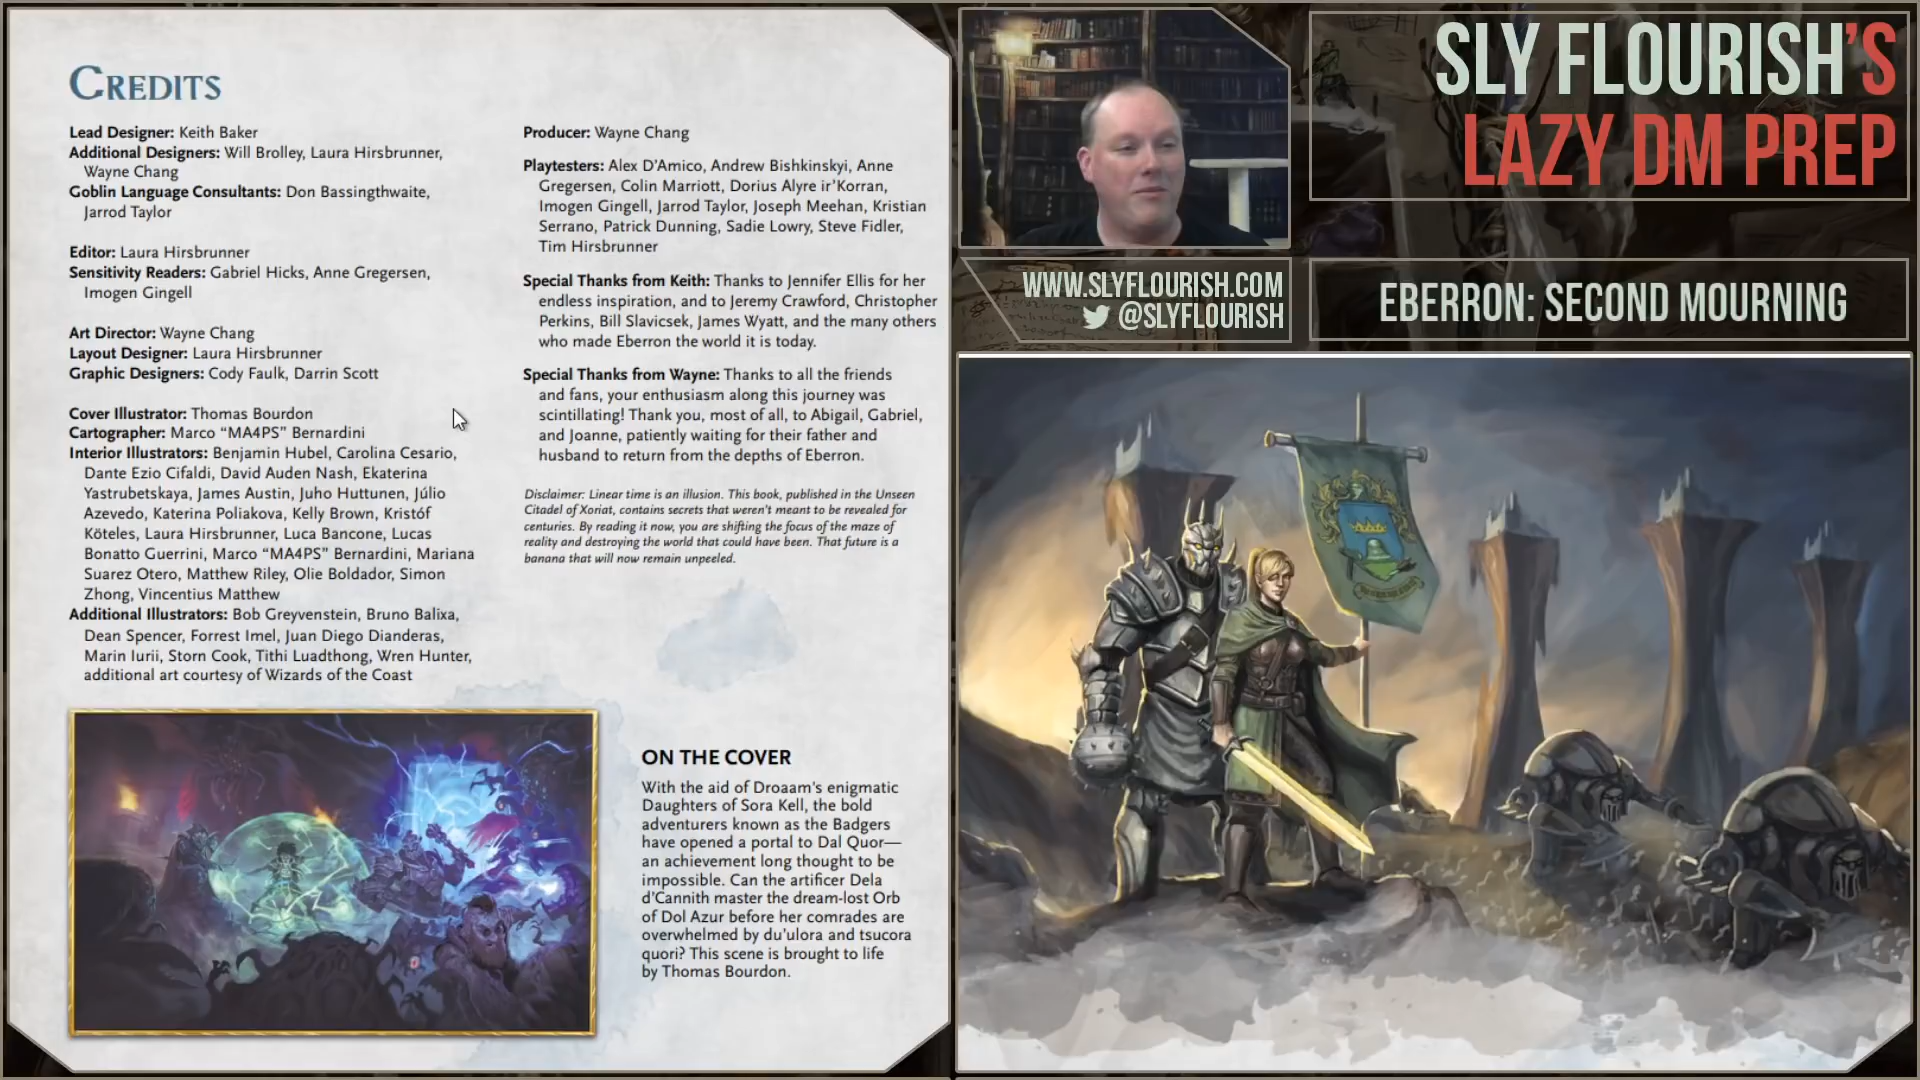 CREDITS
Lead Designer: Keith Baker
Additional Designers: Will Brolley, Laura Hirsbrunner,
Wayne Chang
Goblin Language Consultants: Don Bassingthwaite,
Jarrod Taylor
Editor: Laura Hirsbrunner
Sensitivity Readers: Gabriel Hicks, Anne Gregersen,
Imogen Gingell
Art Director: Wayne Chang
Layout Designer: Laura Hirsbrunner
Graphic Designers: Cody Faulk, Darrin Scott
Cover Illustrator: Thomas Bourdon
Cartographer: Marco “MA4PS” Bernardini
Interior Illustrators: Benjamin Hubel, Carolina Cesario,
Dante Ezio Cifaldi, David Auden Nash, Ekaterina
Yastrubetskaya, James Austin, Juho Huttunen, Júlio
Azevedo, Katerina Poliakova, Kelly Brown, Kristóf
Köteles, Laura Hirsbrunner, Luca Bancone, Lucas
Bonatto Guerrini, Marco “MA4PS” Bernardini, Mariana
Suarez Otero, Matthew Riley, Olie Boldador, Simon
Zhong, Vincentius Matthew
Additional Illustrators: Bob Greyvenstein, Bruno Balixa,
Dean Spencer, Forrest Imel, Juan Diego Dianderas,
Marin Iurii, Storn Cook, Tithi Luadthong, Wren Hunter,
additional art courtesy of Wizards of the Coast
Producer: Wayne Chang
Playtesters: Alex D’Amico, Andrew Bishkinskyi, Anne
Gregersen, Colin Marriott, Dorius Alyre ir’Korran,
Imogen Gingell, Jarrod Taylor, Joseph Meehan, Kristian
Serrano, Patrick Dunning, Sadie Lowry, Steve Fidler,
Tim Hirsbrunner
Special Thanks from Keith: Thanks to Jennifer Ellis for her
endless inspiration, and to Jeremy Crawford, Christopher
Perkins, Bill Slavicsek, James Wyatt, and the many others
who made Eberron the world it is today.
Special Thanks from Wayne: Thanks to all the friends
and fans, your enthusiasm along this journey was
scintillating! Thank you, most of all, to Abigail, Gabriel,
and Joanne, patiently waiting for their father and
husband to return from the depths of Eberron.
Disclaimer: Linear time is an illusion. This book, published in the Unseen
Citadel of Xoriat, contains secrets that weren’t meant to be revealed for
centuries. By reading it now, you are shifting the focus of the maze of
reality and destroying the world that could have been. That future is a
banana that will now remain unpeeled.
ON THE COVER
With the aid of Droaam’s enigmatic
Daughters of Sora Kell, the bold
adventurers known as the Badgers
have opened a portal to Dal Quor—
an achievement long thought to be
impossible. Can the artificer Dela
d’Cannith master the dream-lost Orb
of Dol Azur before her comrades are
overwhelmed by du’ulora and tsucora
quori? This scene is brought to life
by Thomas Bourdon.
WWW.SLYFLOURISH.COM
@SLYFLOURISH
SLY FLOURISH’S
LAZY DM PREP
EBERRON: SECOND MOURNING